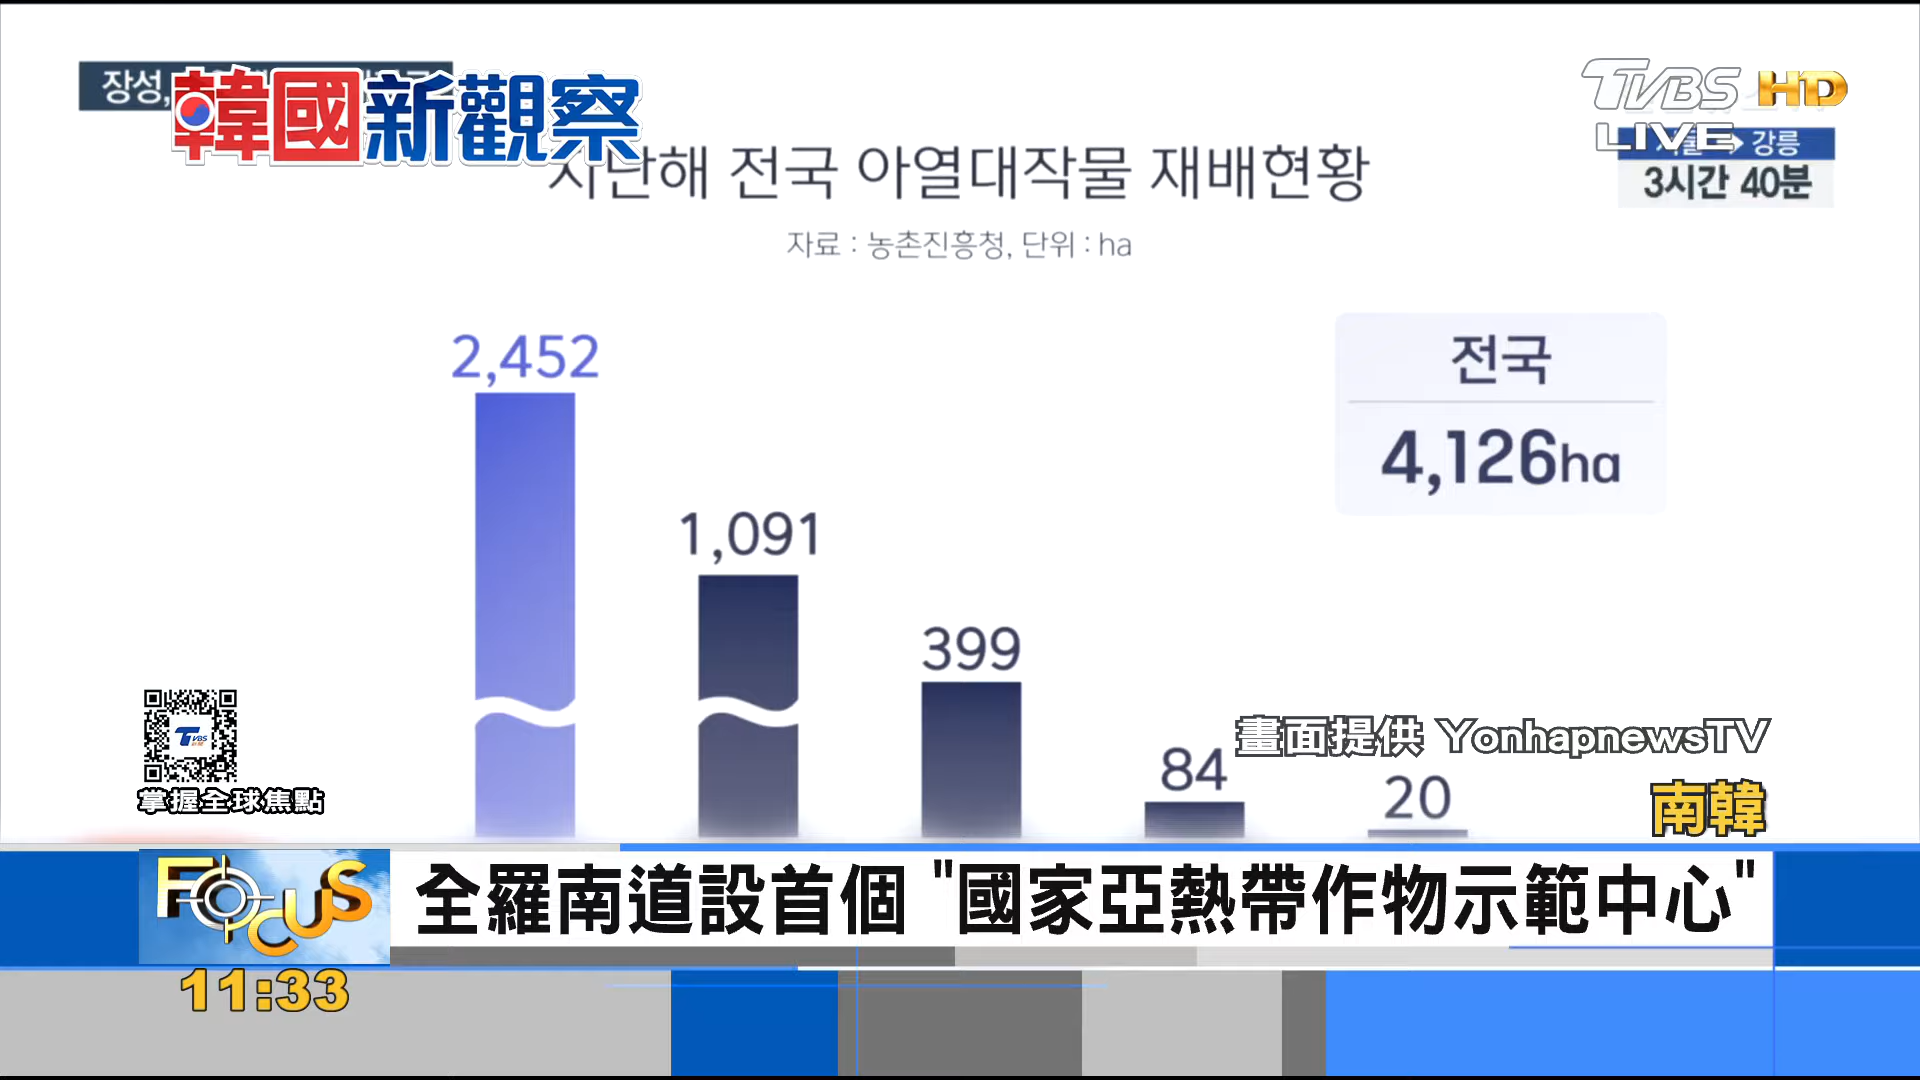 장성,
韓國新觀察
TVBS HD
LIVE
강릉
3시간 40분
지난해 전국 아열대작물 재배현황
자료 : 농촌진흥청, 단위 : ha
2,452
1,091
399
84
20
전국
4,126ha
TVBS
掌握全球焦點
畫面提供 YonhapnewsTV
南韓
FOCUS
全羅南道設首個 "國家亞熱帶作物示範中心"
11:33